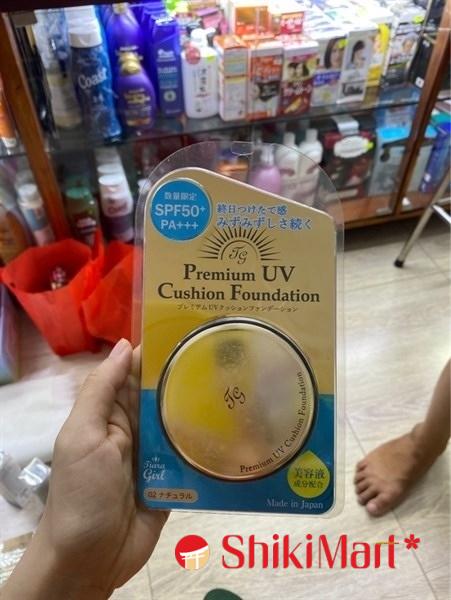 Coast
数量限定
SPF50+
PA+++
終日つけたて感
みずみずしさ続く
TG
Premium UV
Cushion Foundation
プレミアムUVクッションファンデーション
TG
Premium UV Cushion Foundation
Tiara
Girl
美容液
成分配合
02 ナチュラル
Made in Japan
ShikiMart*